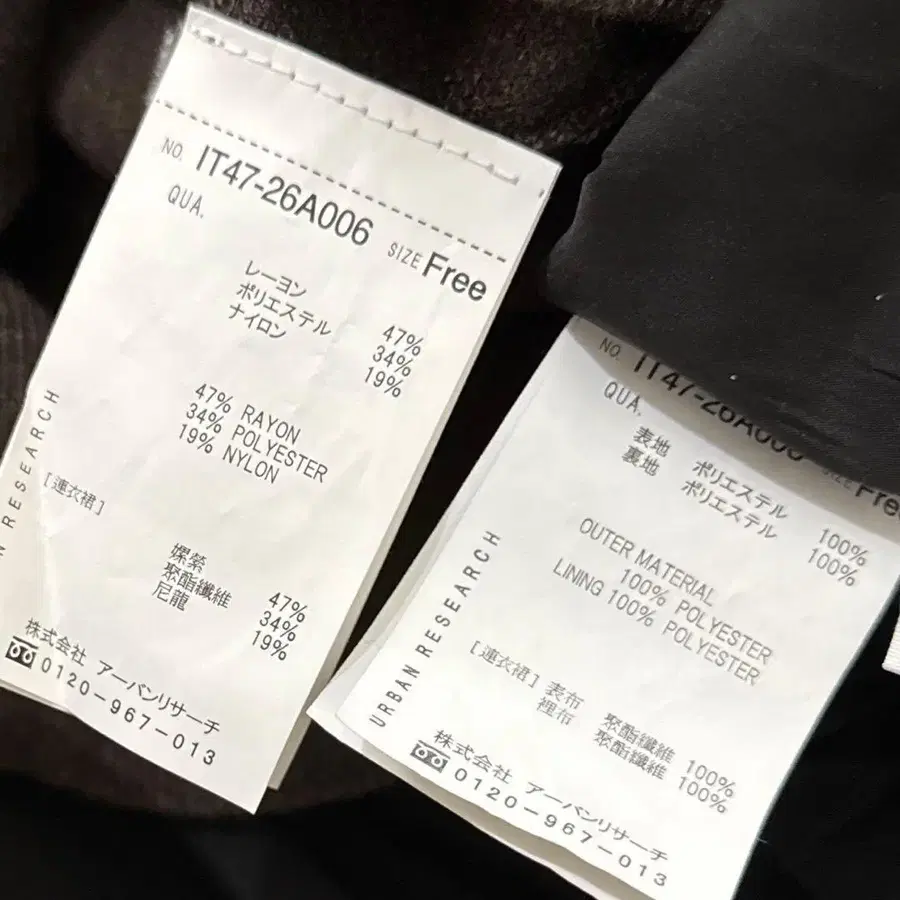 NO. IT47-26A006 SIZE Free
QUA.
レーヨン 47%
ポリエステル 34%
ナイロン 19%
47% RAYON
34% POLYESTER
19% NYLON
[連衣裙]
嫘縈 47%
聚酯纖維 34%
尼龍 19%
RESEARCH
株式会社 アーバンリサーチ
0120-967-013
NO. IT47-26A006 SIZE Free
QUA.
表地 ポリエステル 100%
裏地 ポリエステル 100%
OUTER MATERIAL
100% POLYESTER
LINING 100% POLYESTER
[連衣裙] 表布 聚酯纖維 100%
裡布 聚酯纖維 100%
URBAN RESEARCH
株式会社 アーバンリサーチ
0120-967-013